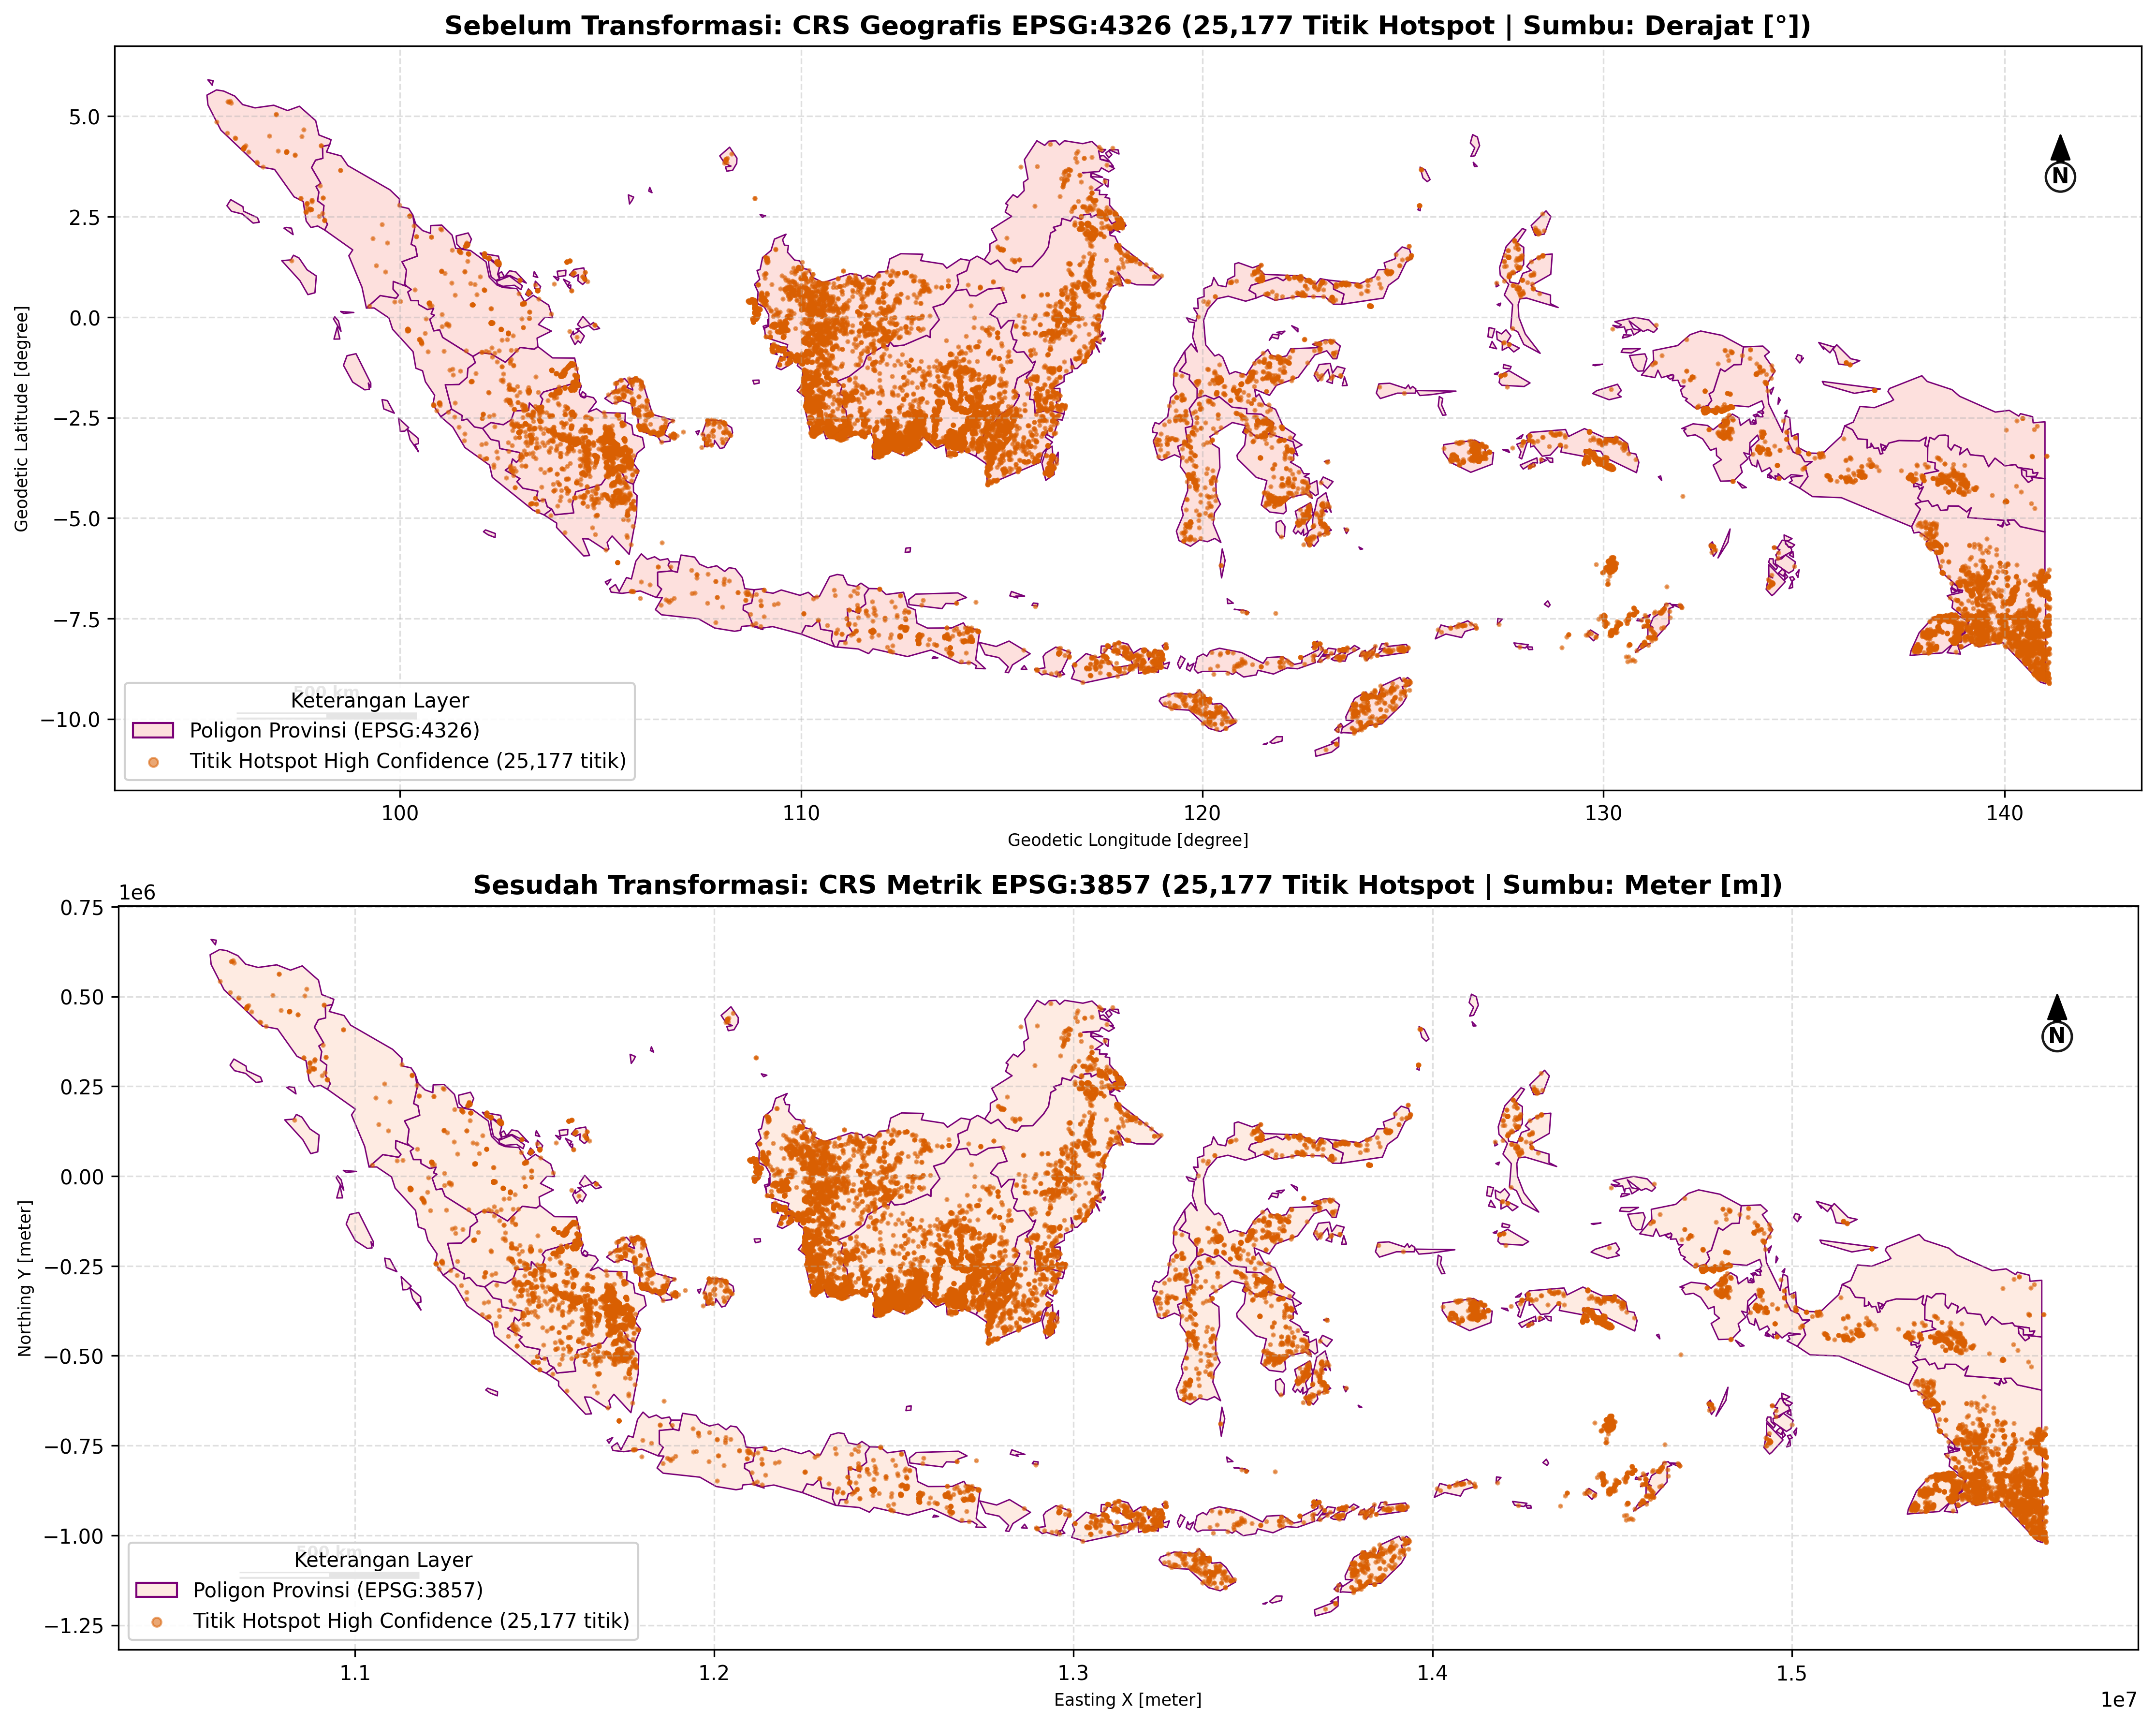 Sebelum Transformasi: CRS Geografis EPSG:4326 (25,177 Titik Hotspot | Sumbu: Derajat [°])
5.0
2.5
0.0
−2.5
−5.0
−7.5
−10.0
Geodetic Latitude [degree]
N
500 km
Keterangan Layer
Poligon Provinsi (EPSG:4326)
Titik Hotspot High Confidence (25,177 titik)
100
110
120
130
140
Geodetic Longitude [degree]
Sesudah Transformasi: CRS Metrik EPSG:3857 (25,177 Titik Hotspot | Sumbu: Meter [m])
1e6
0.75
0.50
0.25
0.00
−0.25
−0.50
−0.75
−1.00
−1.25
Northing Y [meter]
N
500 km
Keterangan Layer
Poligon Provinsi (EPSG:3857)
Titik Hotspot High Confidence (25,177 titik)
1.1
1.2
1.3
1.4
1.5
1e7
Easting X [meter]